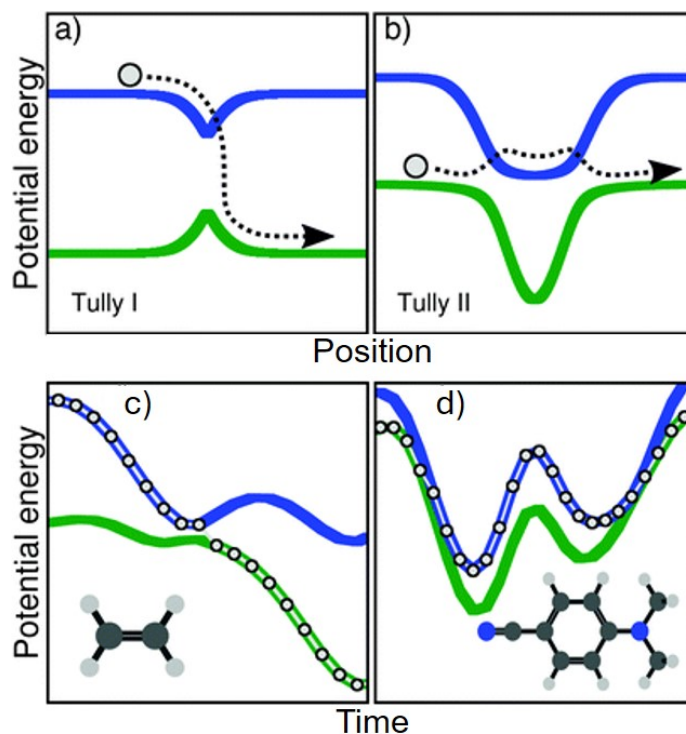 a)
b)
Potential energy
Tully I
Tully II
Position
c)
d)
Potential energy
Time